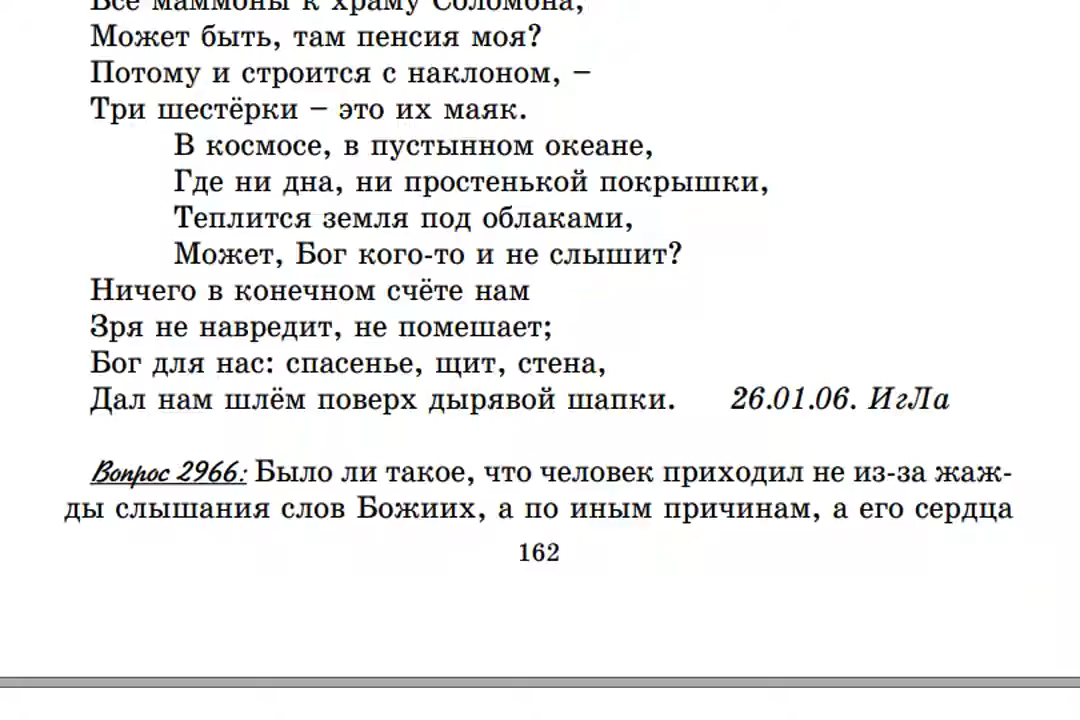 Все маммоны к храму Соломона,
Может быть, там пенсия моя?
Потому и строится с наклоном, –
Три шестёрки – это их маяк.
В космосе, в пустынном океане,
Где ни дна, ни простенькой покрышки,
Теплится земля под облаками,
Может, Бог кого-то и не слышит?
Ничего в конечном счёте нам
Зря не навредит, не помешает;
Бог для нас: спасенье, щит, стена,
Дал нам шлём поверх дырявой шапки. 26.01.06. ИгЛа
Вопрос 2966: Было ли такое, что человек приходил не из-за жаж-
ды слышания слов Божиих, а по иным причинам, а его сердца
162